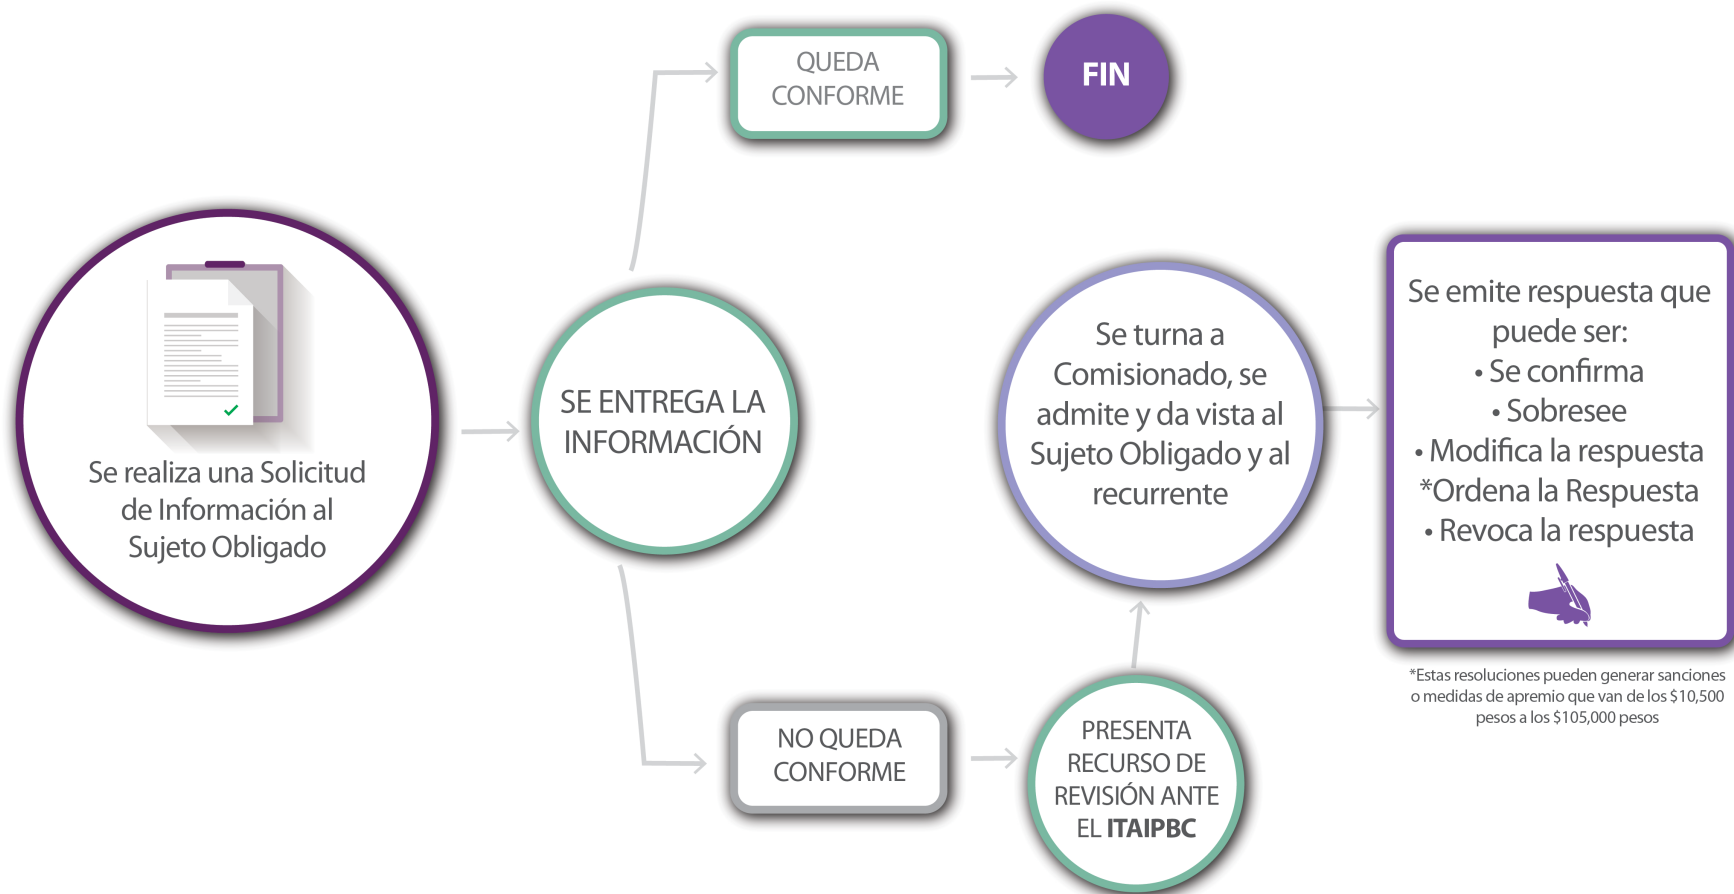 QUEDA
CONFORME
FIN
Se realiza una Solicitud
de Información al
Sujeto Obligado
SE ENTREGA LA
INFORMACIÓN
NO QUEDA
CONFORME
PRESENTA
RECURSO DE
REVISIÓN ANTE
EL ITAIPBC
Se turna a
Comisionado, se
admite y da vista al
Sujeto Obligado y al
recurrente
Se emite respuesta que
puede ser:
• Se confirma
• Sobresee
• Modifica la respuesta
*Ordena la Respuesta
• Revoca la respuesta
*Estas resoluciones pueden generar sanciones
o medidas de apremio que van de los $10,500
pesos a los $105,000 pesos